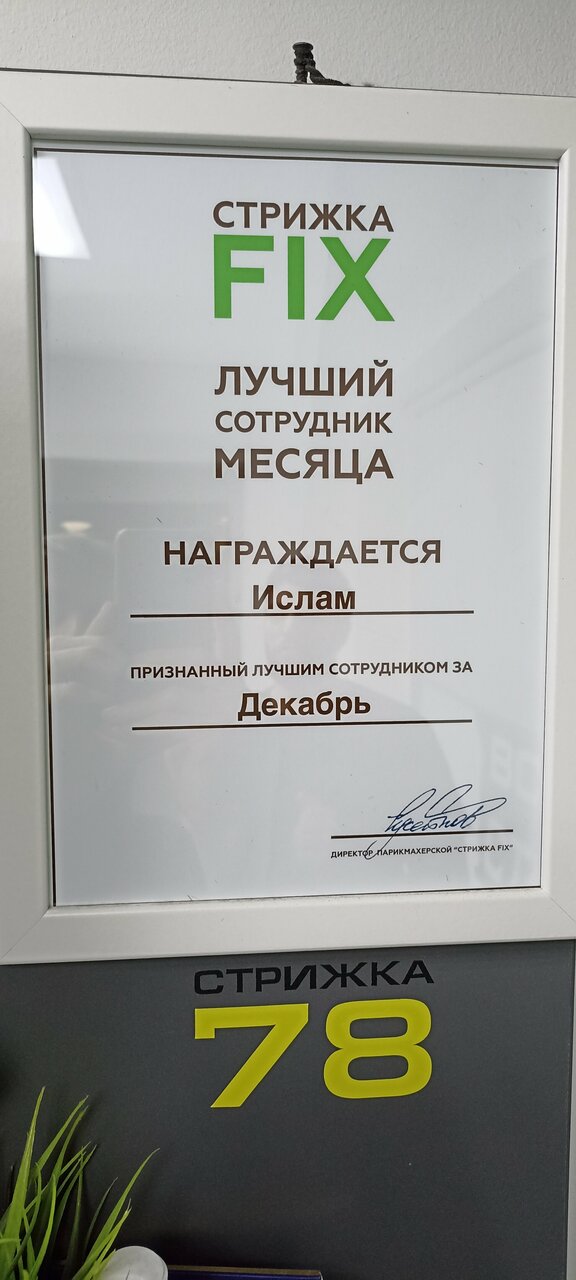 СТРИЖКА
FIX
ЛУЧШИЙ
СОТРУДНИК
МЕСЯЦА
НАГРАЖДАЕТСЯ
Ислам
ПРИЗНАННЫЙ ЛУЧШИМ СОТРУДНИКОМ ЗА
Декабрь
ДИРЕКТОР ПАРИКМАХЕРСКОЙ "СТРИЖКА FIX"
СТРИЖКА
78